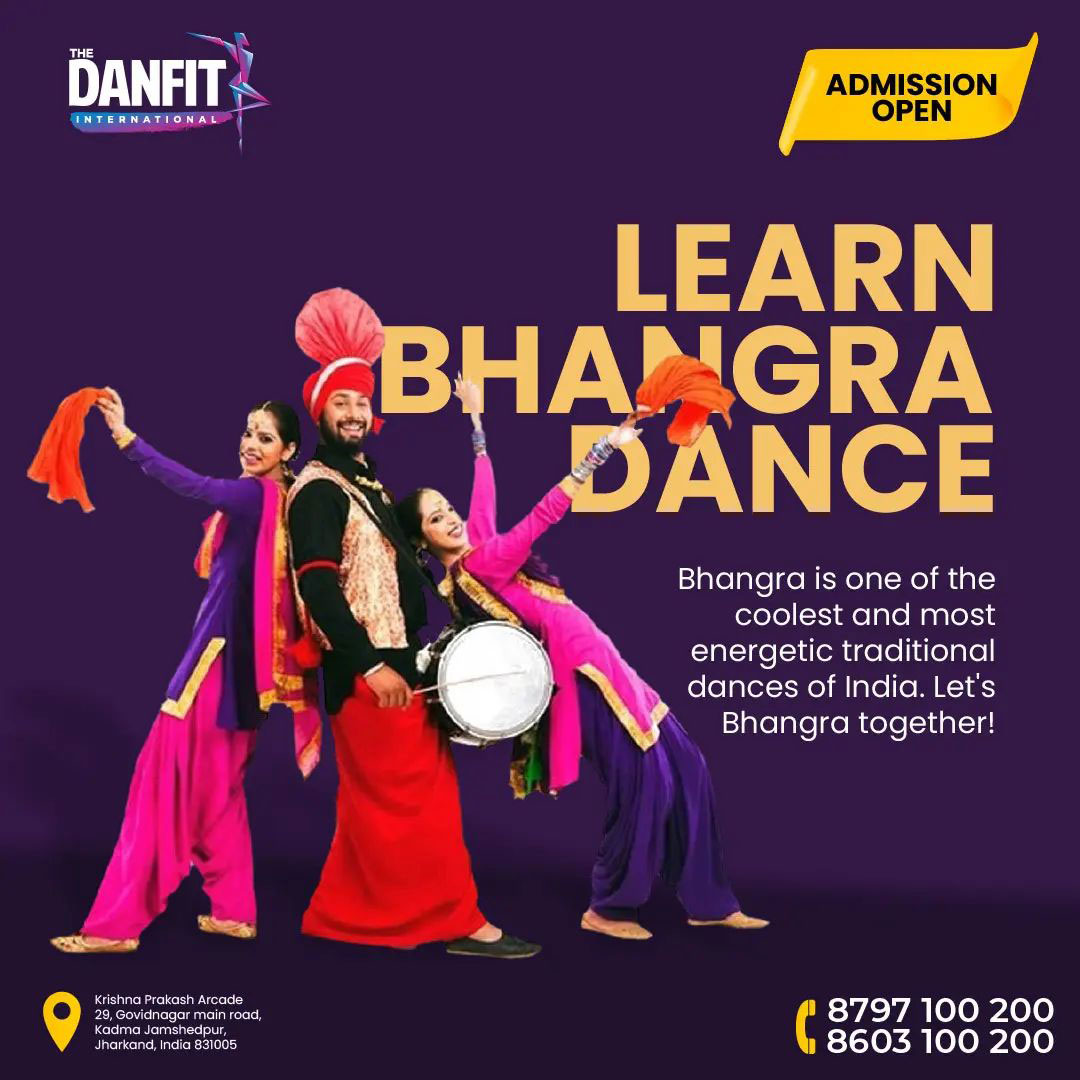 THE
DANFIT
INTERNATIONAL
ADMISSION
OPEN
LEARN
BHANGRA
DANCE
Bhangra is one of the
coolest and most
energetic traditional
dances of India. Let's
Bhangra together!
Krishna Prakash Arcade
29, Govidnagar main road,
Kadma Jamshedpur,
Jharkand, India 831005
8797 100 200
8603 100 200